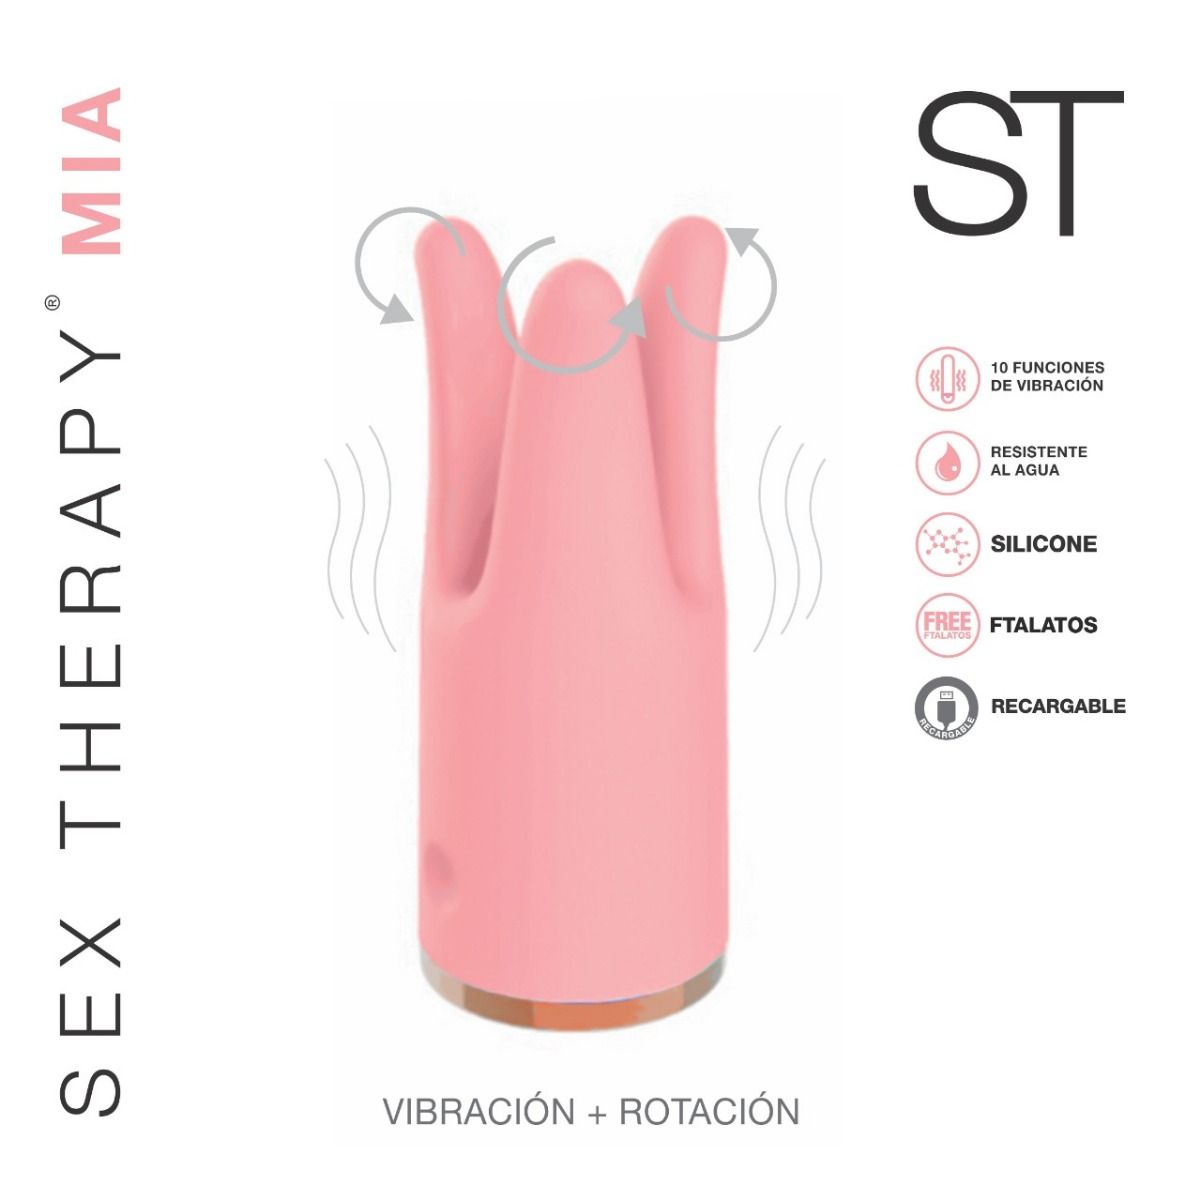 SEX THERAPY® MIA
ST
10 FUNCIONES
DE VIBRACIÓN
RESISTENTE
AL AGUA
SILICONE
FREE
FTALATOS
FTALATOS
RECARGABLE
RECARGABLE
VIBRACIÓN + ROTACIÓN